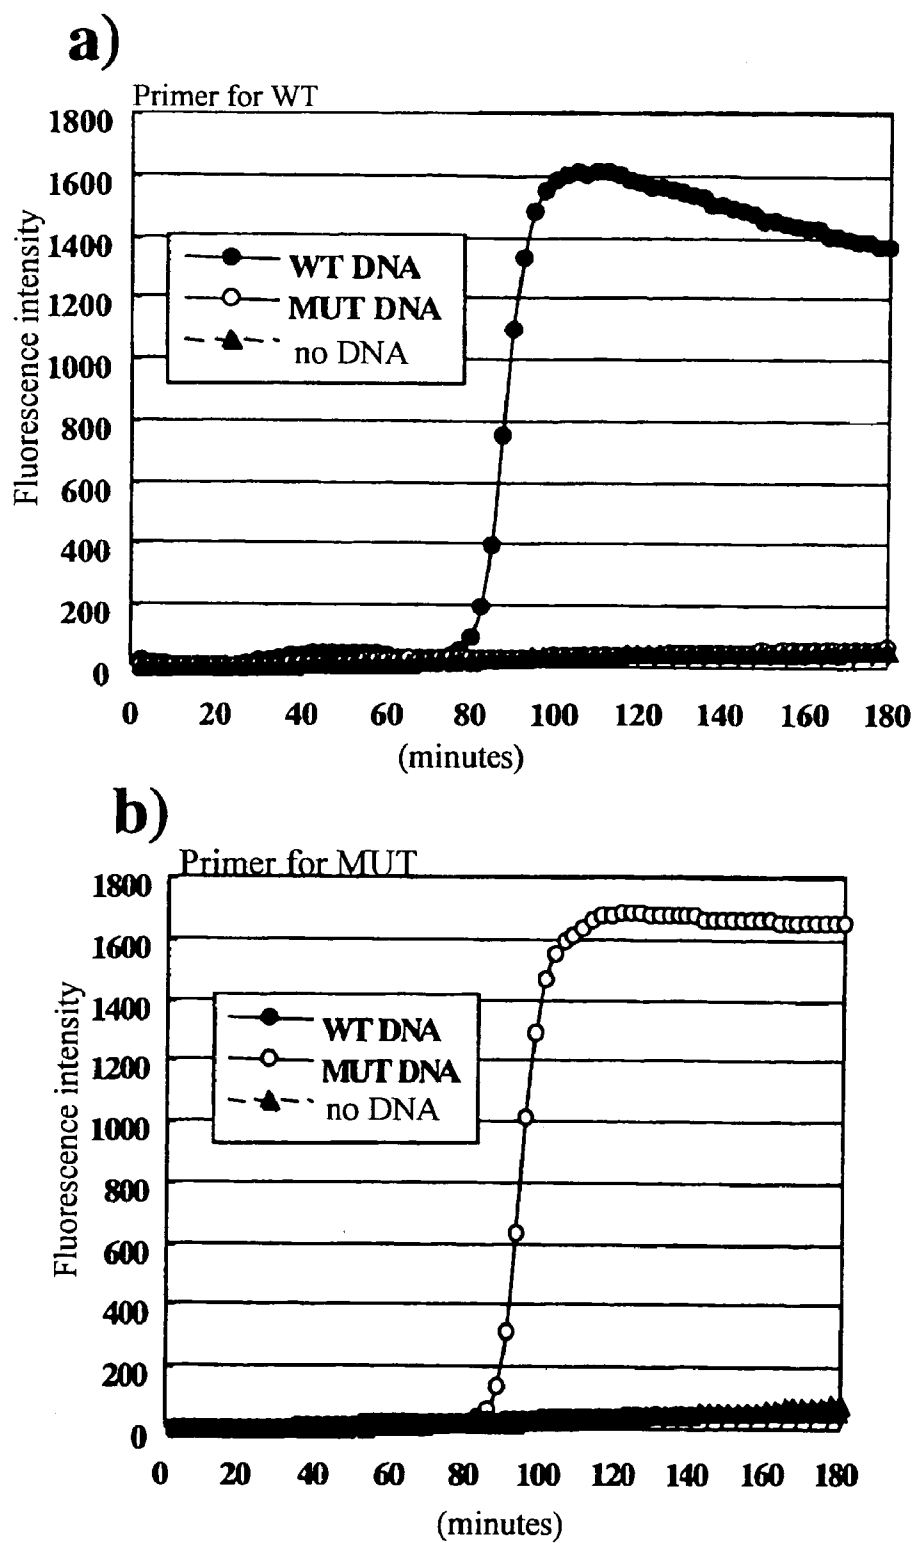 a)
Primer for WT
1800
1600
1400
1200
1000
800
600
400
200
0
Fluorescence intensity
WT DNA
MUT DNA
no DNA
0 20 40 60 80 100 120 140 160 180
(minutes)
b)
Primer for MUT
1800
1600
1400
1200
1000
800
600
400
200
0
Fluorescence intensity
WT DNA
MUT DNA
no DNA
0 20 40 60 80 100 120 140 160 180
(minutes)